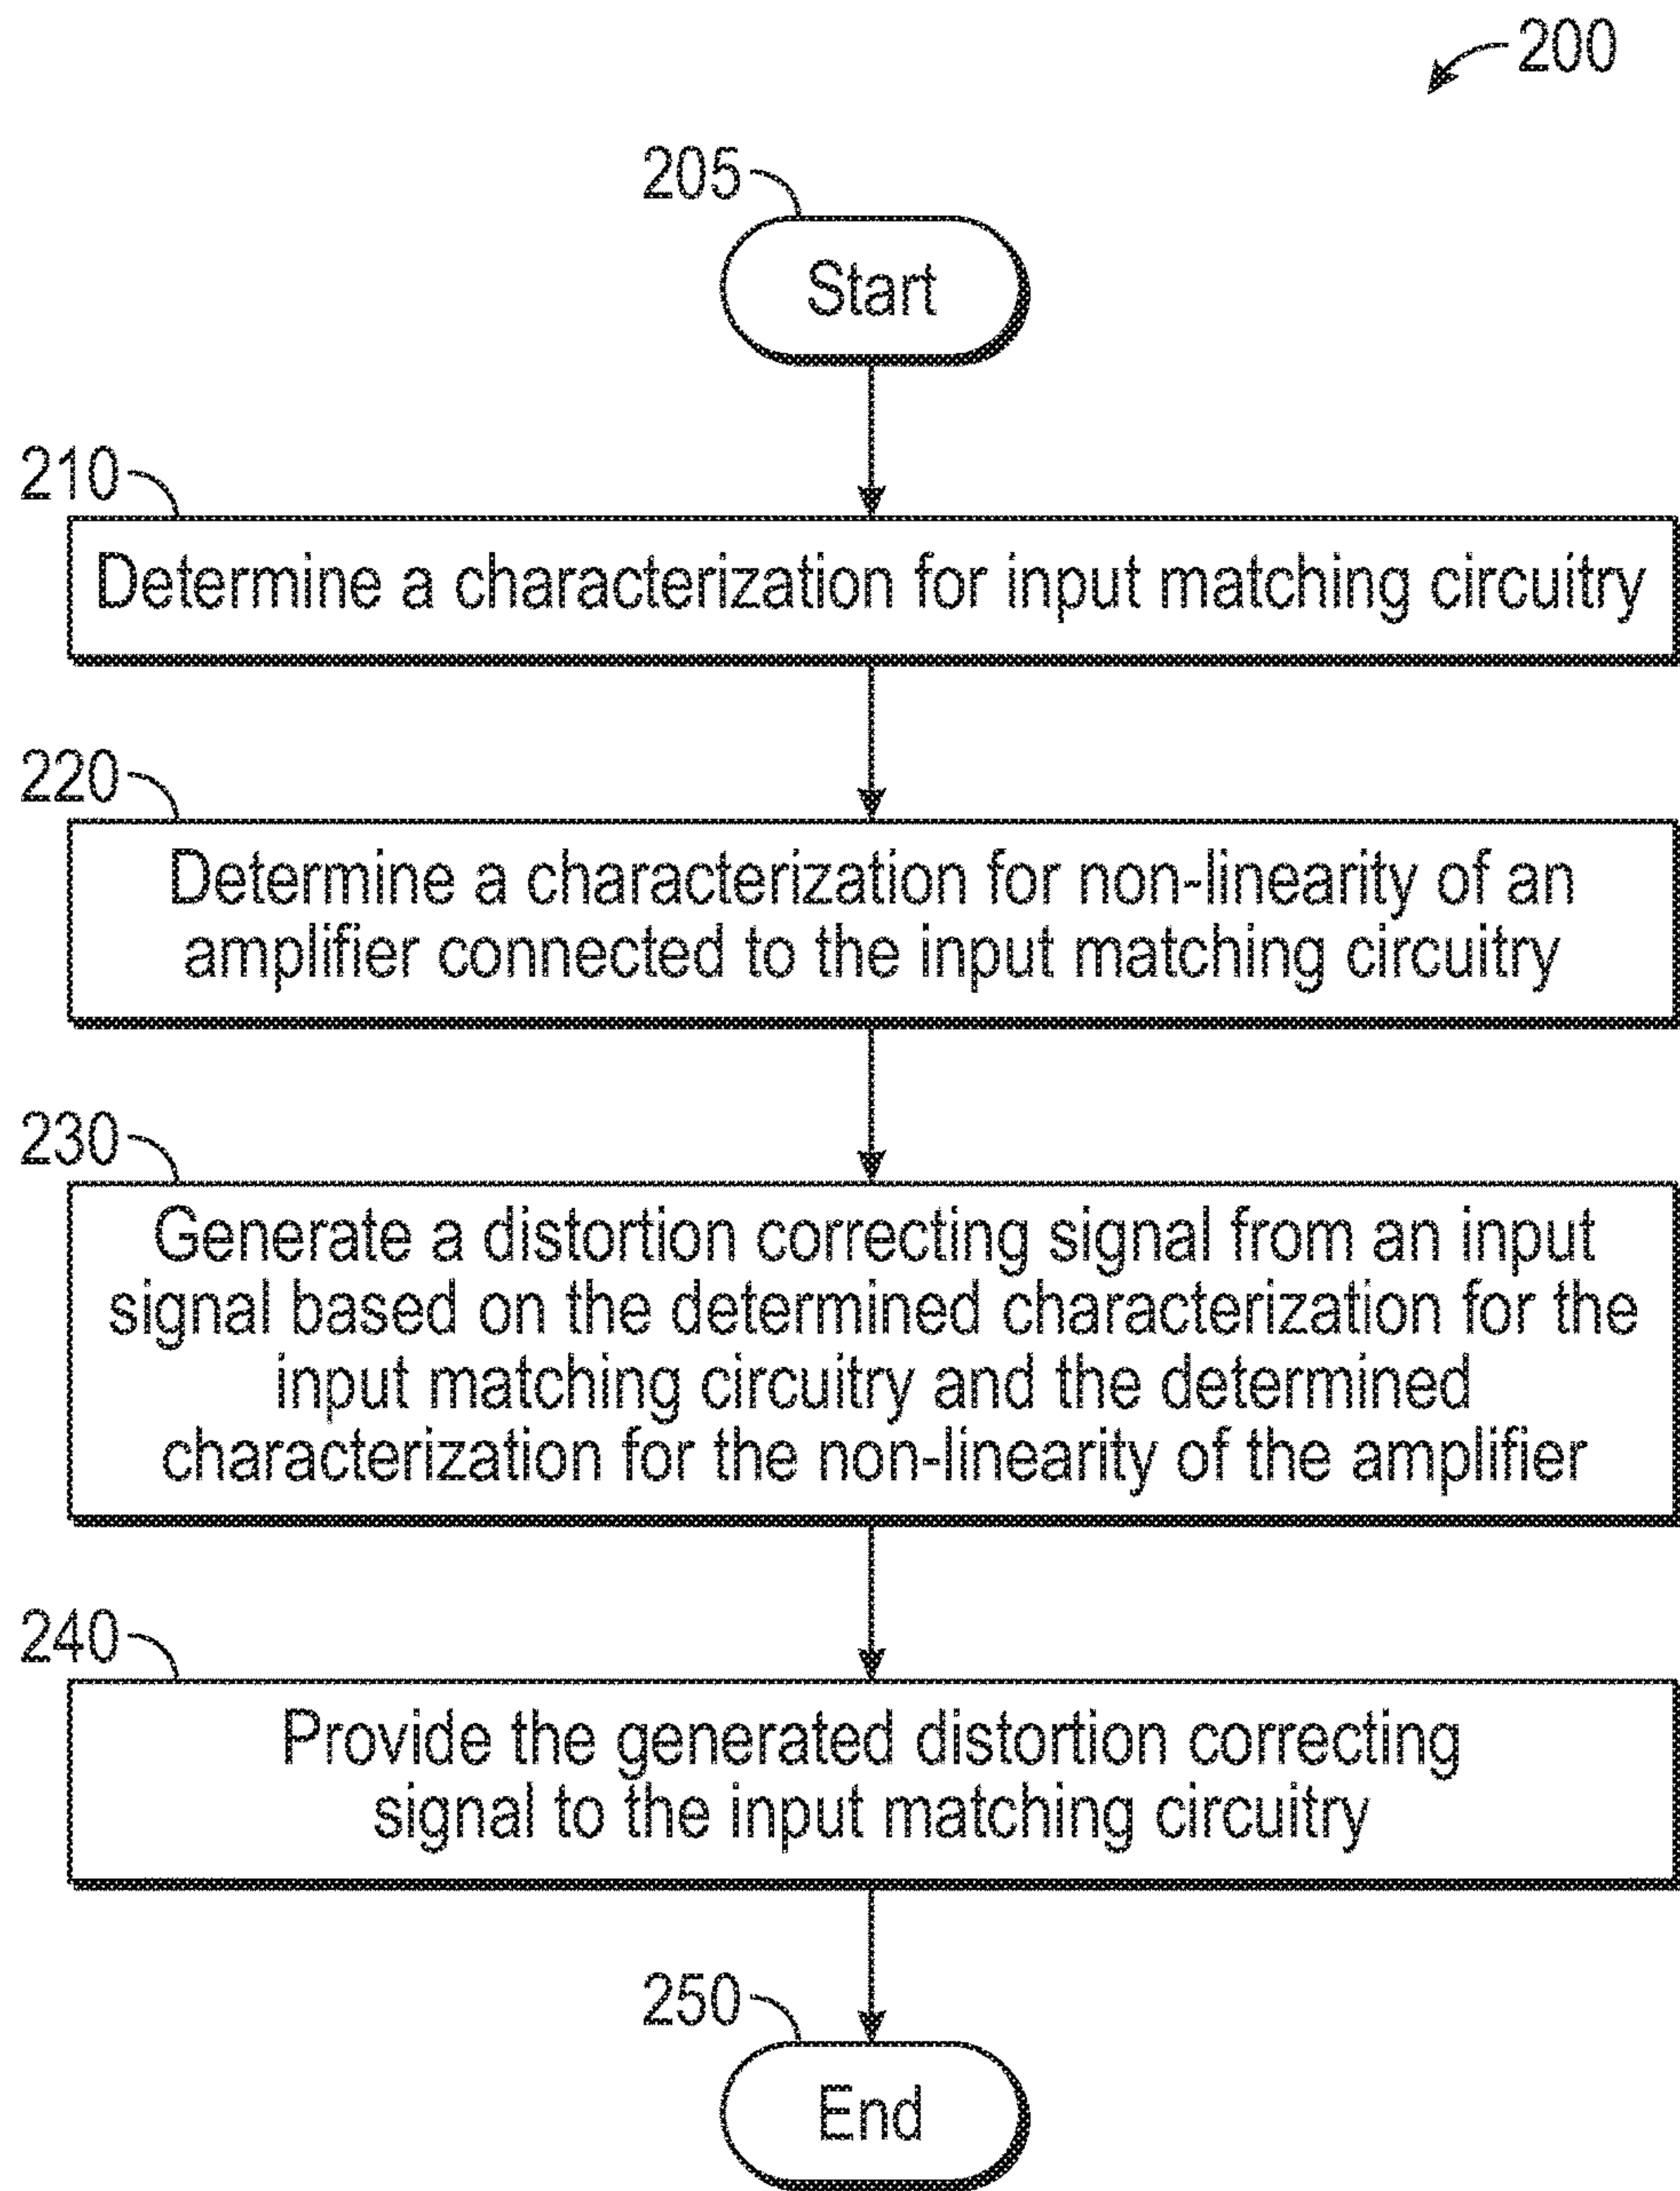 200
205
Start
210
Determine a characterization for input matching circuitry
220
Determine a characterization for non-linearity of an
amplifier connected to the input matching circuitry
230
Generate a distortion correcting signal from an input
signal based on the determined characterization for the
input matching circuitry and the determined
characterization for the non-linearity of the amplifier
240
Provide the generated distortion correcting
signal to the input matching circuitry
250
End